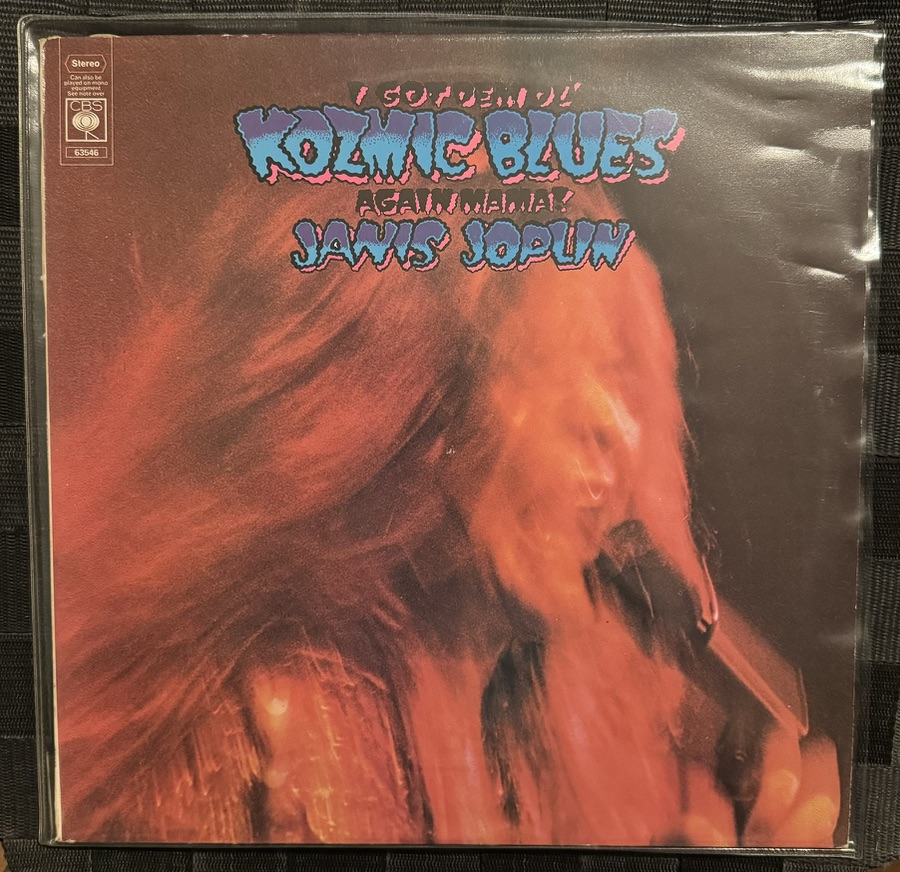 Stereo
Can also be
played on mono
equipment
See note over
CBS
63546
I GOT DEM OL'
KOZMIC BLUES
AGAIN MAMA!
JANIS JOPLIN